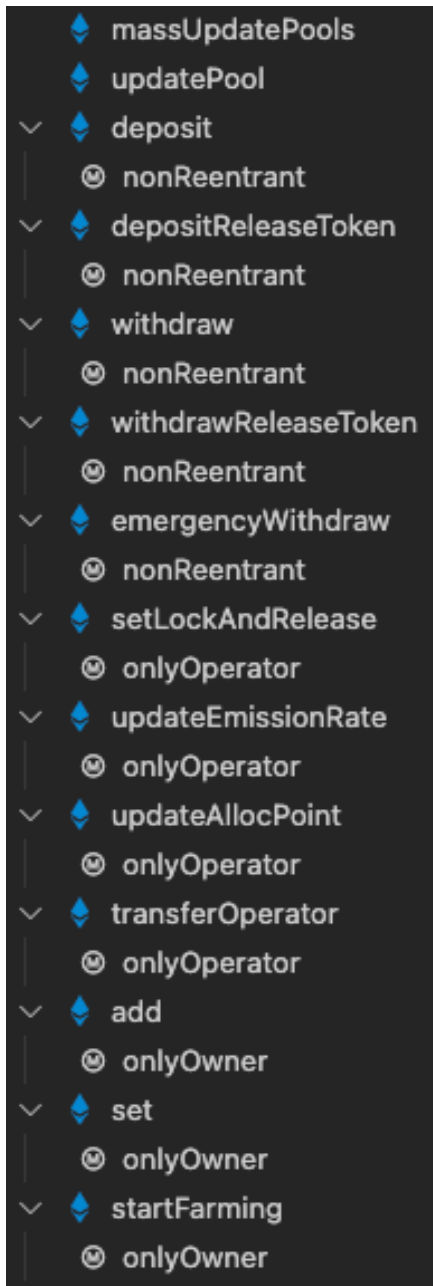 massUpdatePools
updatePool
deposit
nonReentrant
depositReleaseToken
nonReentrant
withdraw
nonReentrant
withdrawReleaseToken
nonReentrant
emergencyWithdraw
nonReentrant
setLockAndRelease
onlyOperator
updateEmissionRate
onlyOperator
updateAllocPoint
onlyOperator
transferOperator
onlyOperator
add
onlyOwner
set
onlyOwner
startFarming
onlyOwner